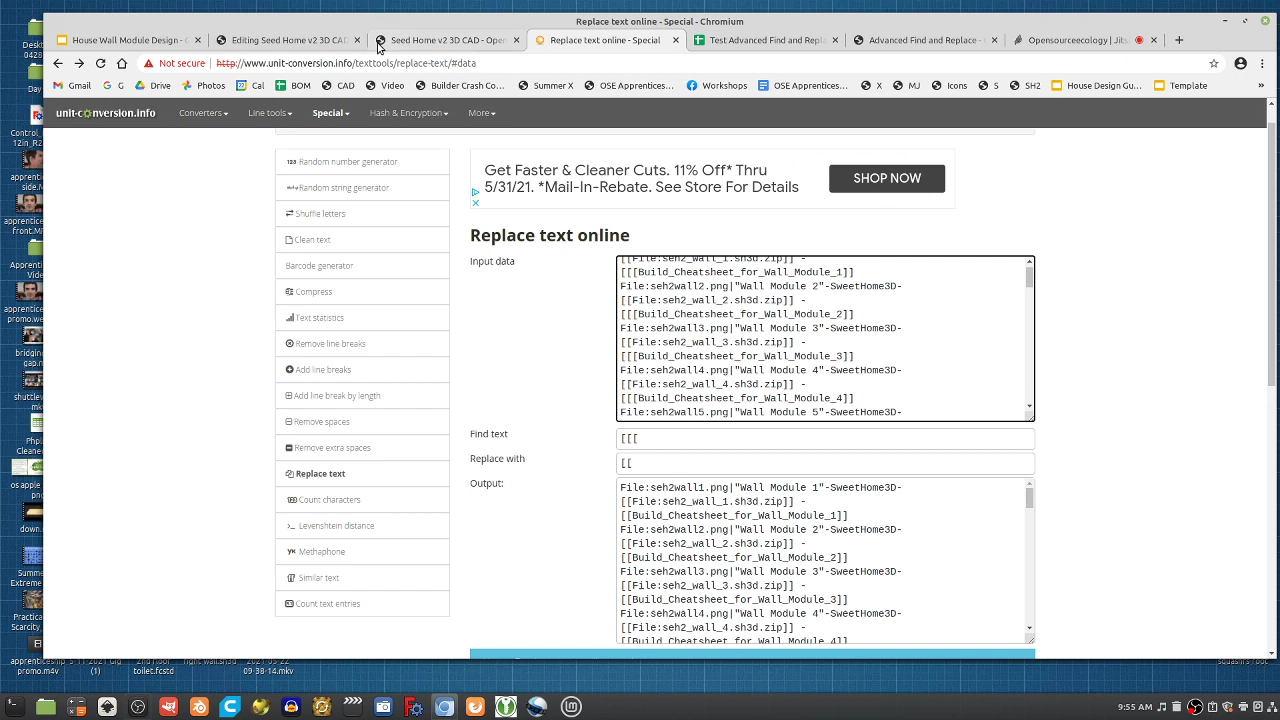 Replace text online - Special - Chromium
House Wall Module Design - G
Editing Seed Home v2 3D CAD
Seed Home v2 3D CAD - Open
Replace text online - Special
Test Advanced Find and Repla
Advanced Find and Replace -
Opensourceecology | Jits
Not secure | http://www.unit-conversion.info/texttools/replace-text/#data
Gmail G Drive Photos Cal BOM CAD Video Builder Crash Co... Summer X OSE Apprentices... Workshops OSE Apprentices... X MJ Icons S SH2 House Design Gu... Template »
unit-conversion.info Converters Line tools Special Hash & Encryption More
Random number generator
Random string generator
Shuffle letters
Clean text
Barcode generator
Compress
Text statistics
Remove line breaks
Add line breaks
Add line break by length
Remove spaces
Remove extra spaces
Replace text
Count characters
Levenshtein distance
Methaphone
Similar text
Count text entries
Get Faster & Cleaner Cuts. 11% Off* Thru
5/31/21. *Mail-In-Rebate. See Store For Details
SHOP NOW
Replace text online
Input data
[[File:seh2_wall_1.sh3d.zip]] -
[[[Build_Cheatsheet_for_Wall_Module_1]]
File:seh2wall2.png|"Wall Module 2"-SweetHome3D-
[[File:seh2_wall_2.sh3d.zip]] -
[[[Build_Cheatsheet_for_Wall_Module_2]]
File:seh2wall3.png|"Wall Module 3"-SweetHome3D-
[[File:seh2_wall_3.sh3d.zip]] -
[[[Build_Cheatsheet_for_Wall_Module_3]]
File:seh2wall4.png|"Wall Module 4"-SweetHome3D-
[[File:seh2_wall_4.sh3d.zip]] -
[[[Build_Cheatsheet_for_Wall_Module_4]]
File:seh2wall5.png|"Wall Module 5"-SweetHome3D-
Find text
[[[
Replace with
[[
Output:
File:seh2wall1.png|"Wall Module 1"-SweetHome3D-
[[File:seh2_wall_1.sh3d.zip]] -
[[Build_Cheatsheet_for_Wall_Module_1]]
File:seh2wall2.png|"Wall Module 2"-SweetHome3D-
[[File:seh2_wall_2.sh3d.zip]] -
[[Build_Cheatsheet_for_Wall_Module_2]]
File:seh2wall3.png|"Wall Module 3"-SweetHome3D-
[[File:seh2_wall_3.sh3d.zip]] -
[[Build_Cheatsheet_for_Wall_Module_3]]
File:seh2wall4.png|"Wall Module 4"-SweetHome3D-
[[File:seh2_wall_4.sh3d.zip]] -
[[Build_Cheatsheet_for_Wall_Module_4]]
9:55 AM